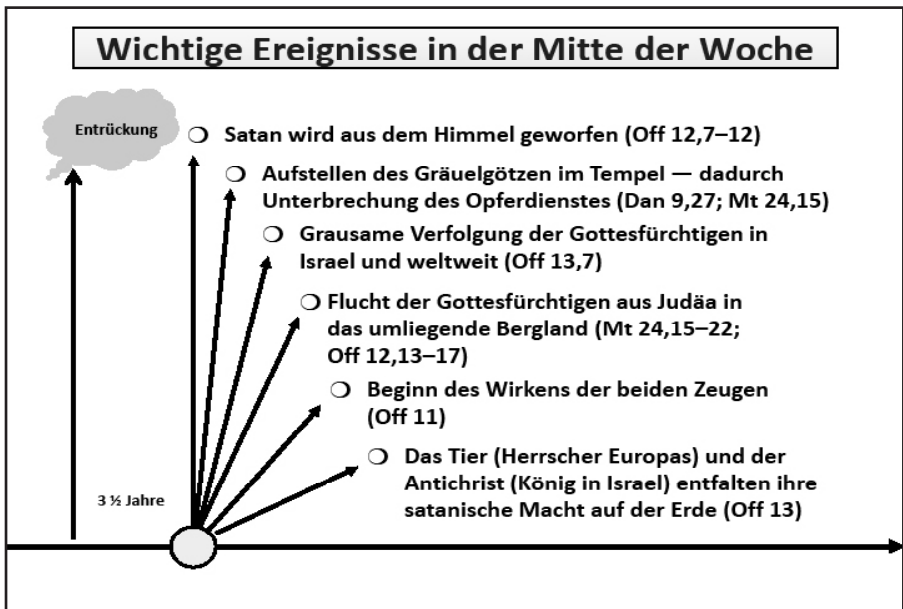 Wichtige Ereignisse in der Mitte der Woche
Entrückung
❍ Satan wird aus dem Himmel geworfen (Off 12,7–12)
❍ Aufstellen des Gräuelgötzen im Tempel — dadurch
Unterbrechung des Opferdienstes (Dan 9,27; Mt 24,15)
❍ Grausame Verfolgung der Gottesfürchtigen in
Israel und weltweit (Off 13,7)
❍ Flucht der Gottesfürchtigen aus Judäa in
das umliegende Bergland (Mt 24,15–22;
Off 12,13–17)
❍ Beginn des Wirkens der beiden Zeugen
(Off 11)
❍ Das Tier (Herrscher Europas) und der
Antichrist (König in Israel) entfalten ihre
satanische Macht auf der Erde (Off 13)
3 ½ Jahre